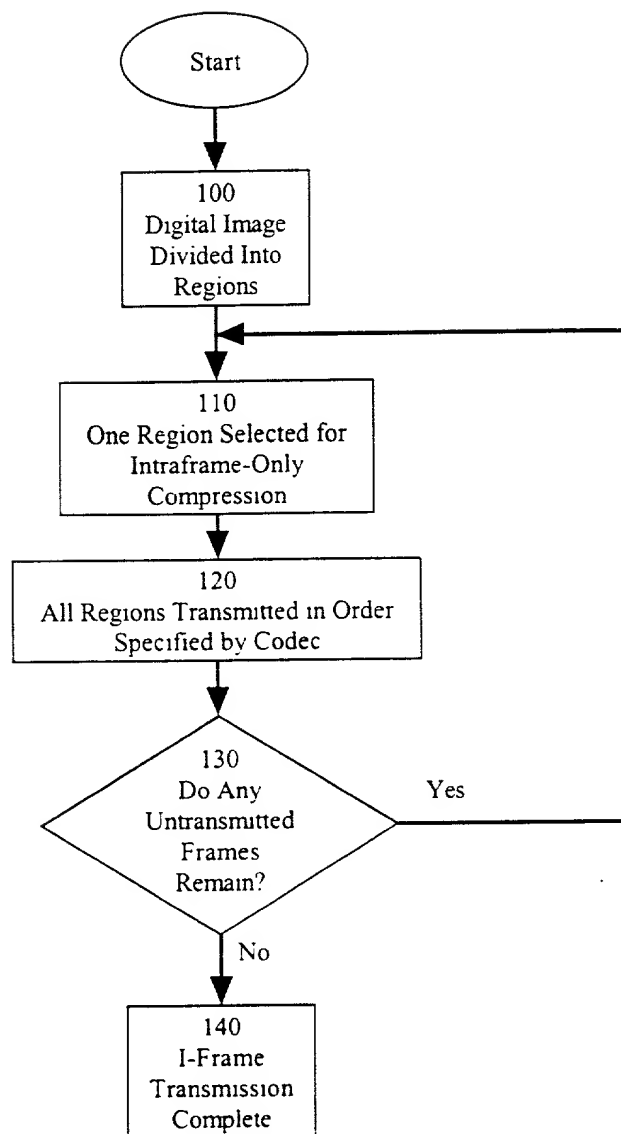 Start
100
Digital Image
Divided Into
Regions
110
One Region Selected for
Intraframe-Only
Compression
120
All Regions Transmitted in Order
Specified by Codec
130
Do Any
Untransmitted
Frames
Remain?
Yes
No
140
I-Frame
Transmission
Complete